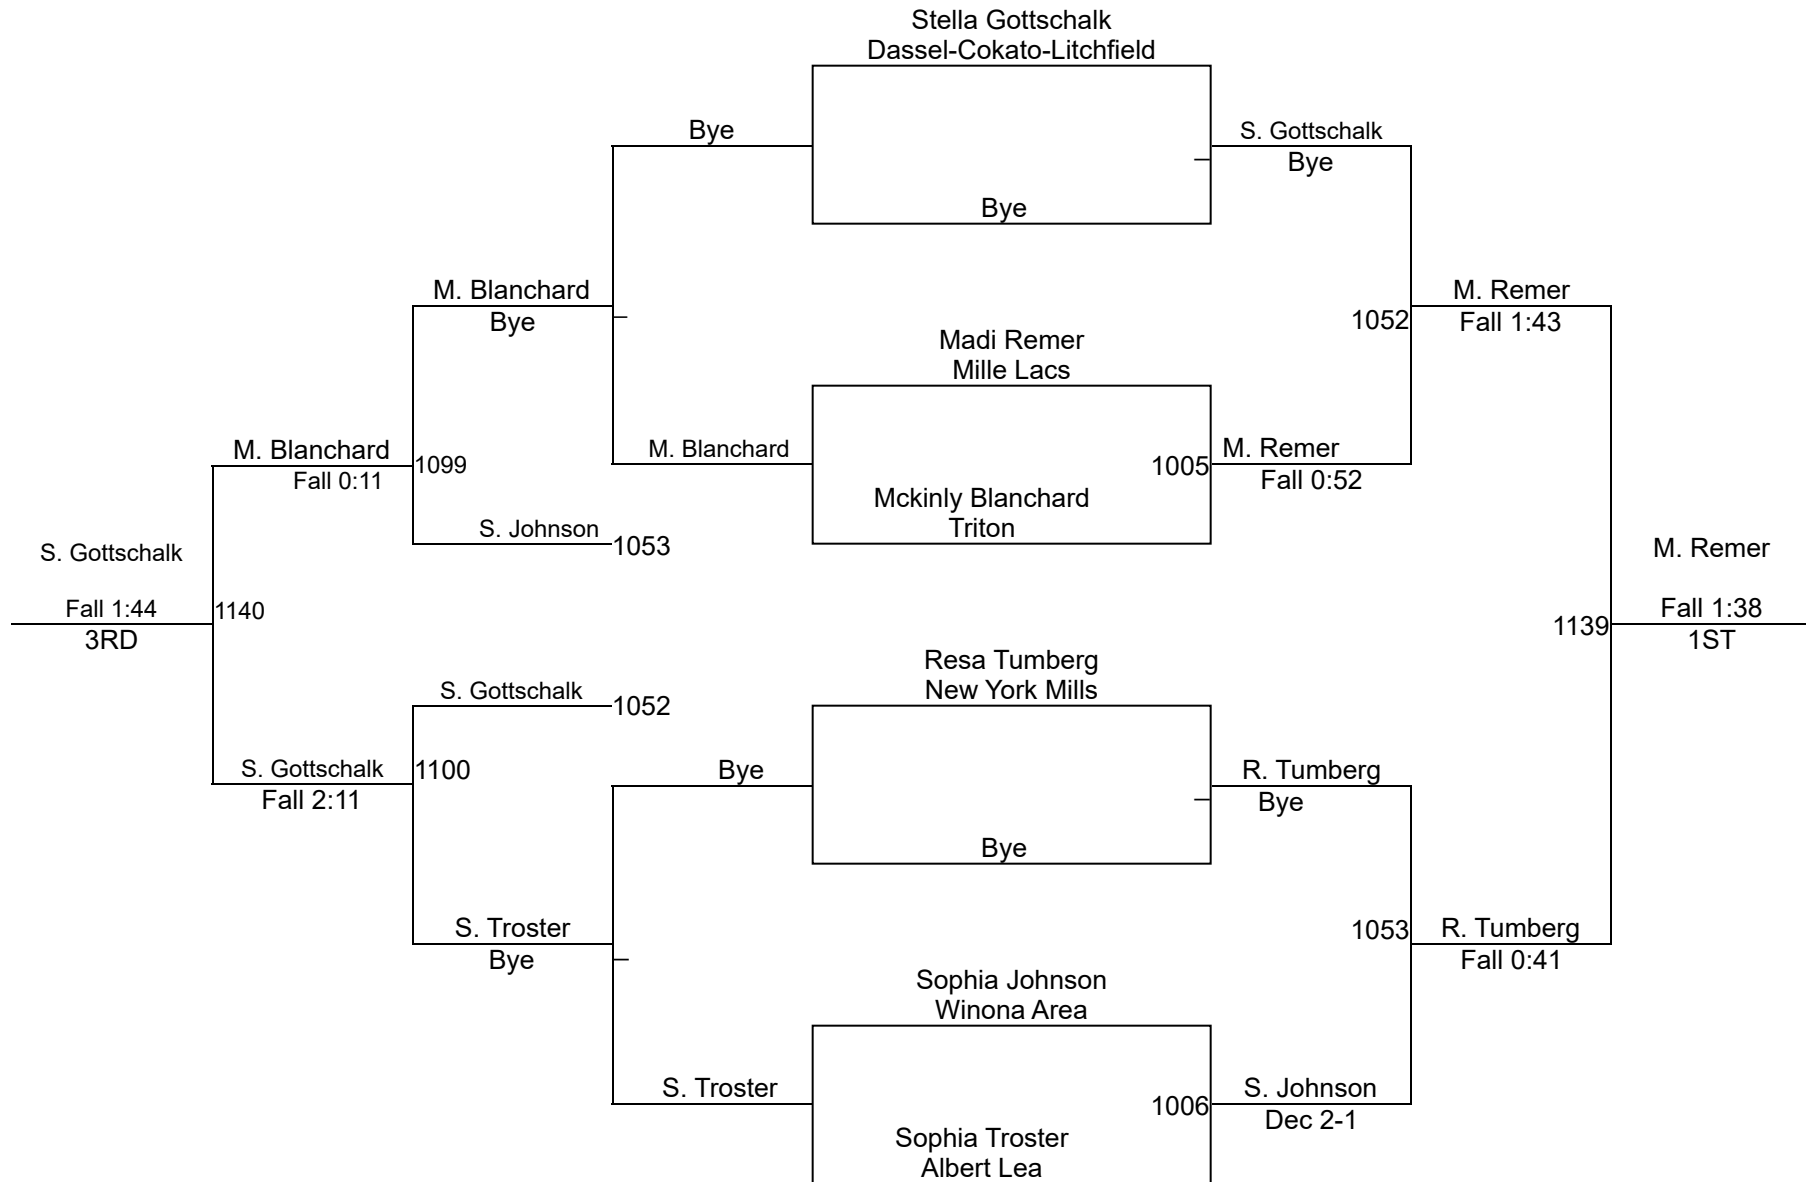 Stella Gottschalk
Dassel-Cokato-Litchfield
Bye
S. Gottschalk
Bye
Bye
M. Blanchard
Bye
M. Remer
Fall 1:43
1052
Madi Remer
Mille Lacs
M. Blanchard
Fall 0:11
1099
M. Blanchard
1005
M. Remer
Fall 0:52
Mckinly Blanchard
Triton
S. Johnson
1053
S. Gottschalk
Fall 1:44
3RD
1140
M. Remer
Fall 1:38
1ST
1139
Resa Tumberg
New York Mills
S. Gottschalk
1052
S. Gottschalk
Fall 2:11
1100
Bye
R. Tumberg
Bye
Bye
S. Troster
Bye
1053
R. Tumberg
Fall 0:41
Sophia Johnson
Winona Area
S. Troster
1006
S. Johnson
Dec 2-1
Sophia Troster
Albert Lea